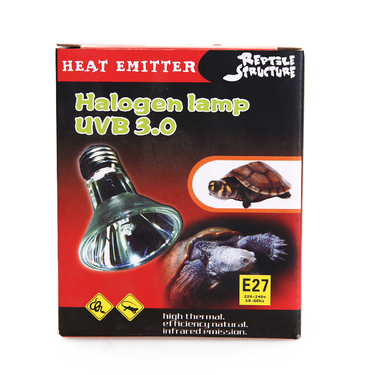 HEAT EMITTER
REPTILE
STRUCTURE
Halogen lamp
UVB 3.0
E27
220-240v
50-60hz
high thermal.
efficiency natural.
infrared emission.